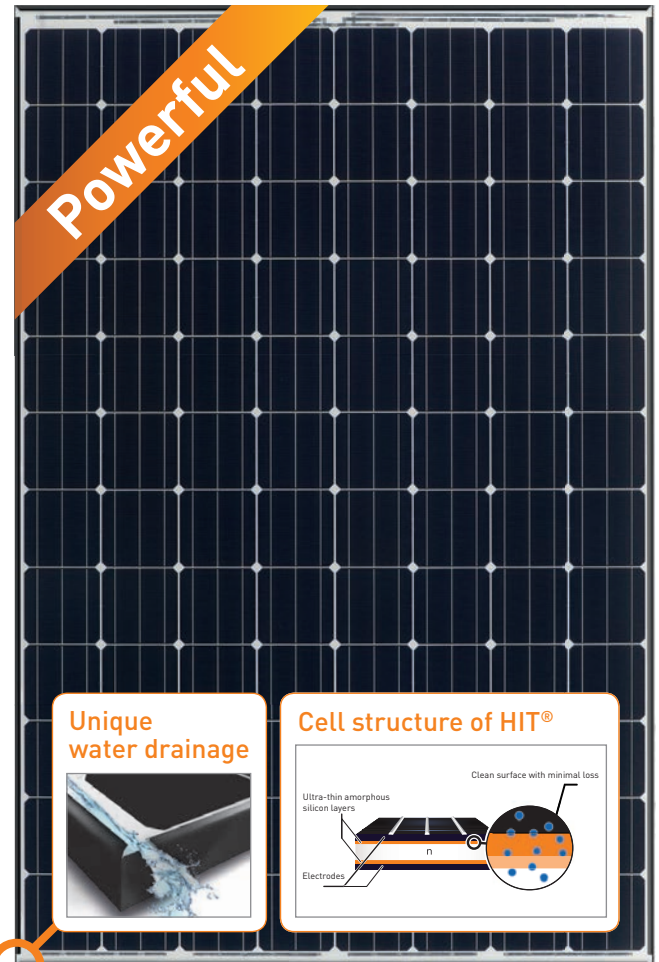 Powerful
Unique
water drainage
Cell structure of HIT®
Clean surface with minimal loss
Ultra-thin amorphous
silicon layers
n
Electrodes